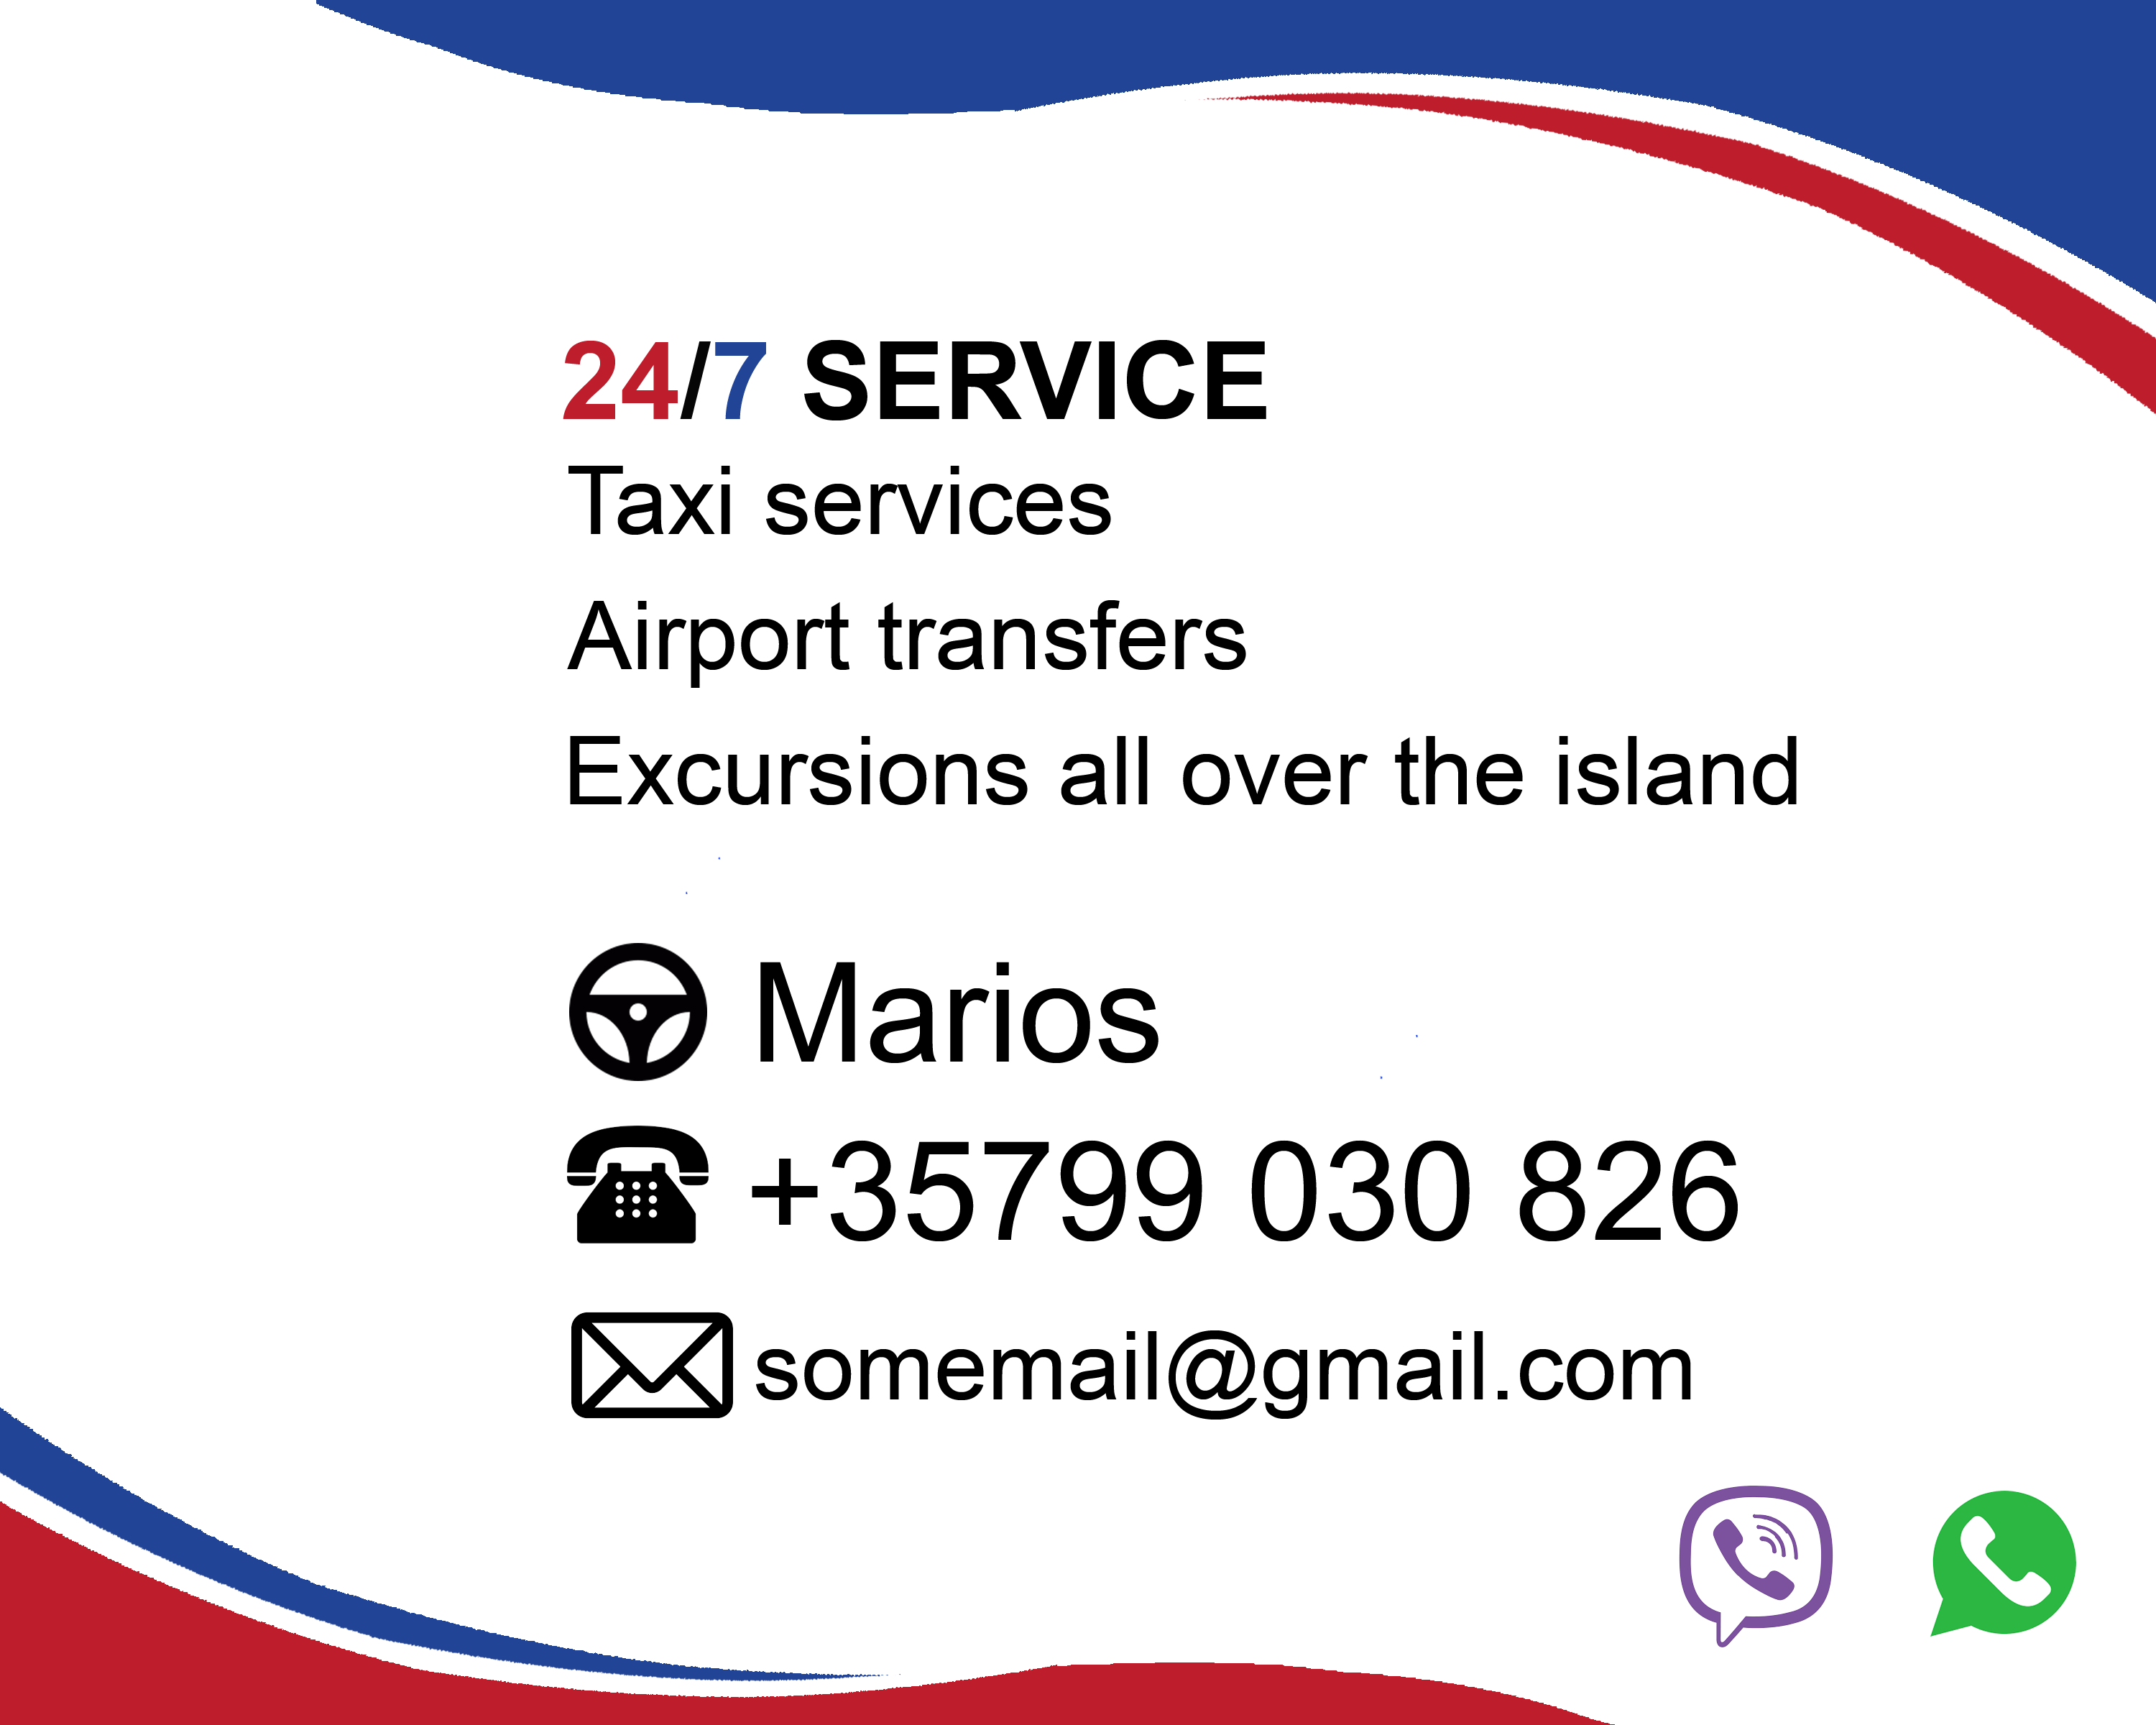 24/7 SERVICE
Taxi services
Airport transfers
Excursions all over the island
Marios
+35799 030 826
somemail@gmail.com